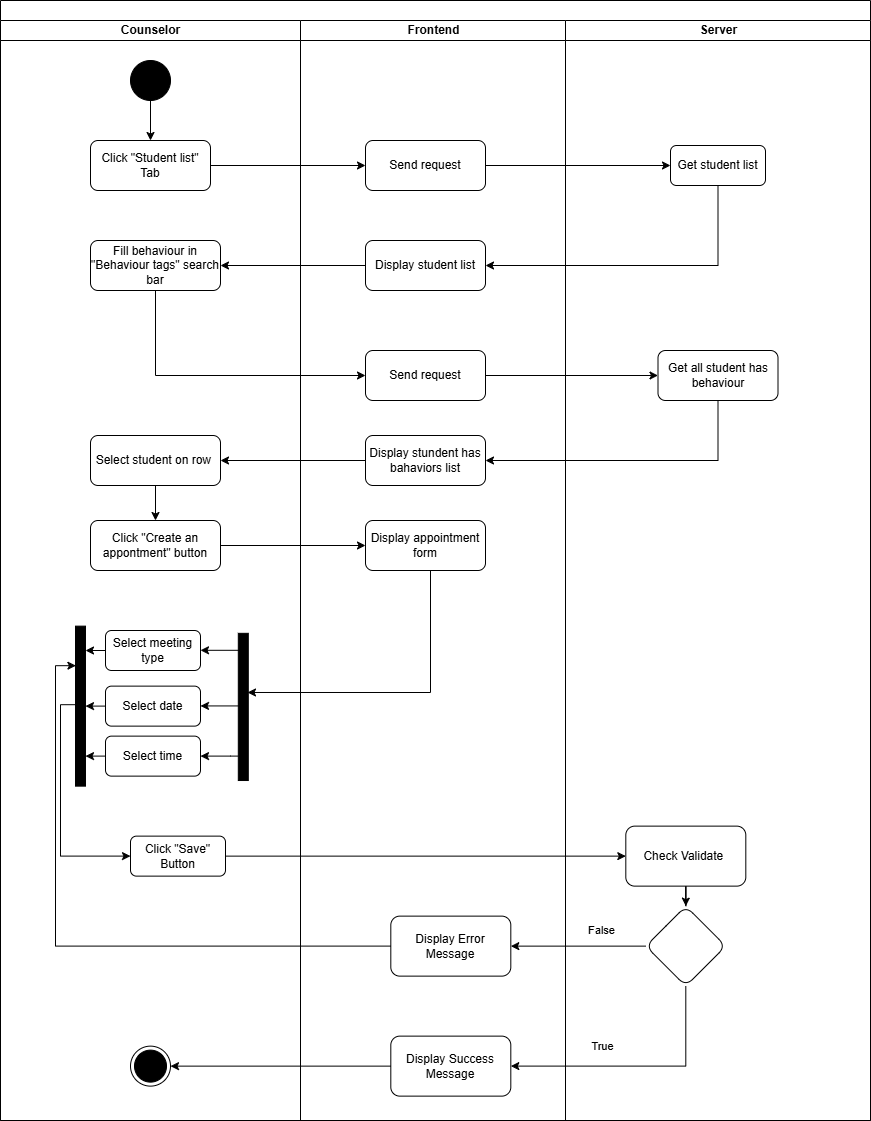 Counselor
Frontend
Server
Click "Student list"
Tab
Send request
Get student list
Fill behaviour in
"Behaviour tags" search
bar
Display student list
Send request
Get all student has
behaviour
Select student on row
Display stundent has
bahaviors list
Click "Create an
appontment" button
Display appointment
form
Select meeting
type
Select date
Select time
Click "Save"
Button
Check Validate
False
Display Error
Message
True
Display Success
Message